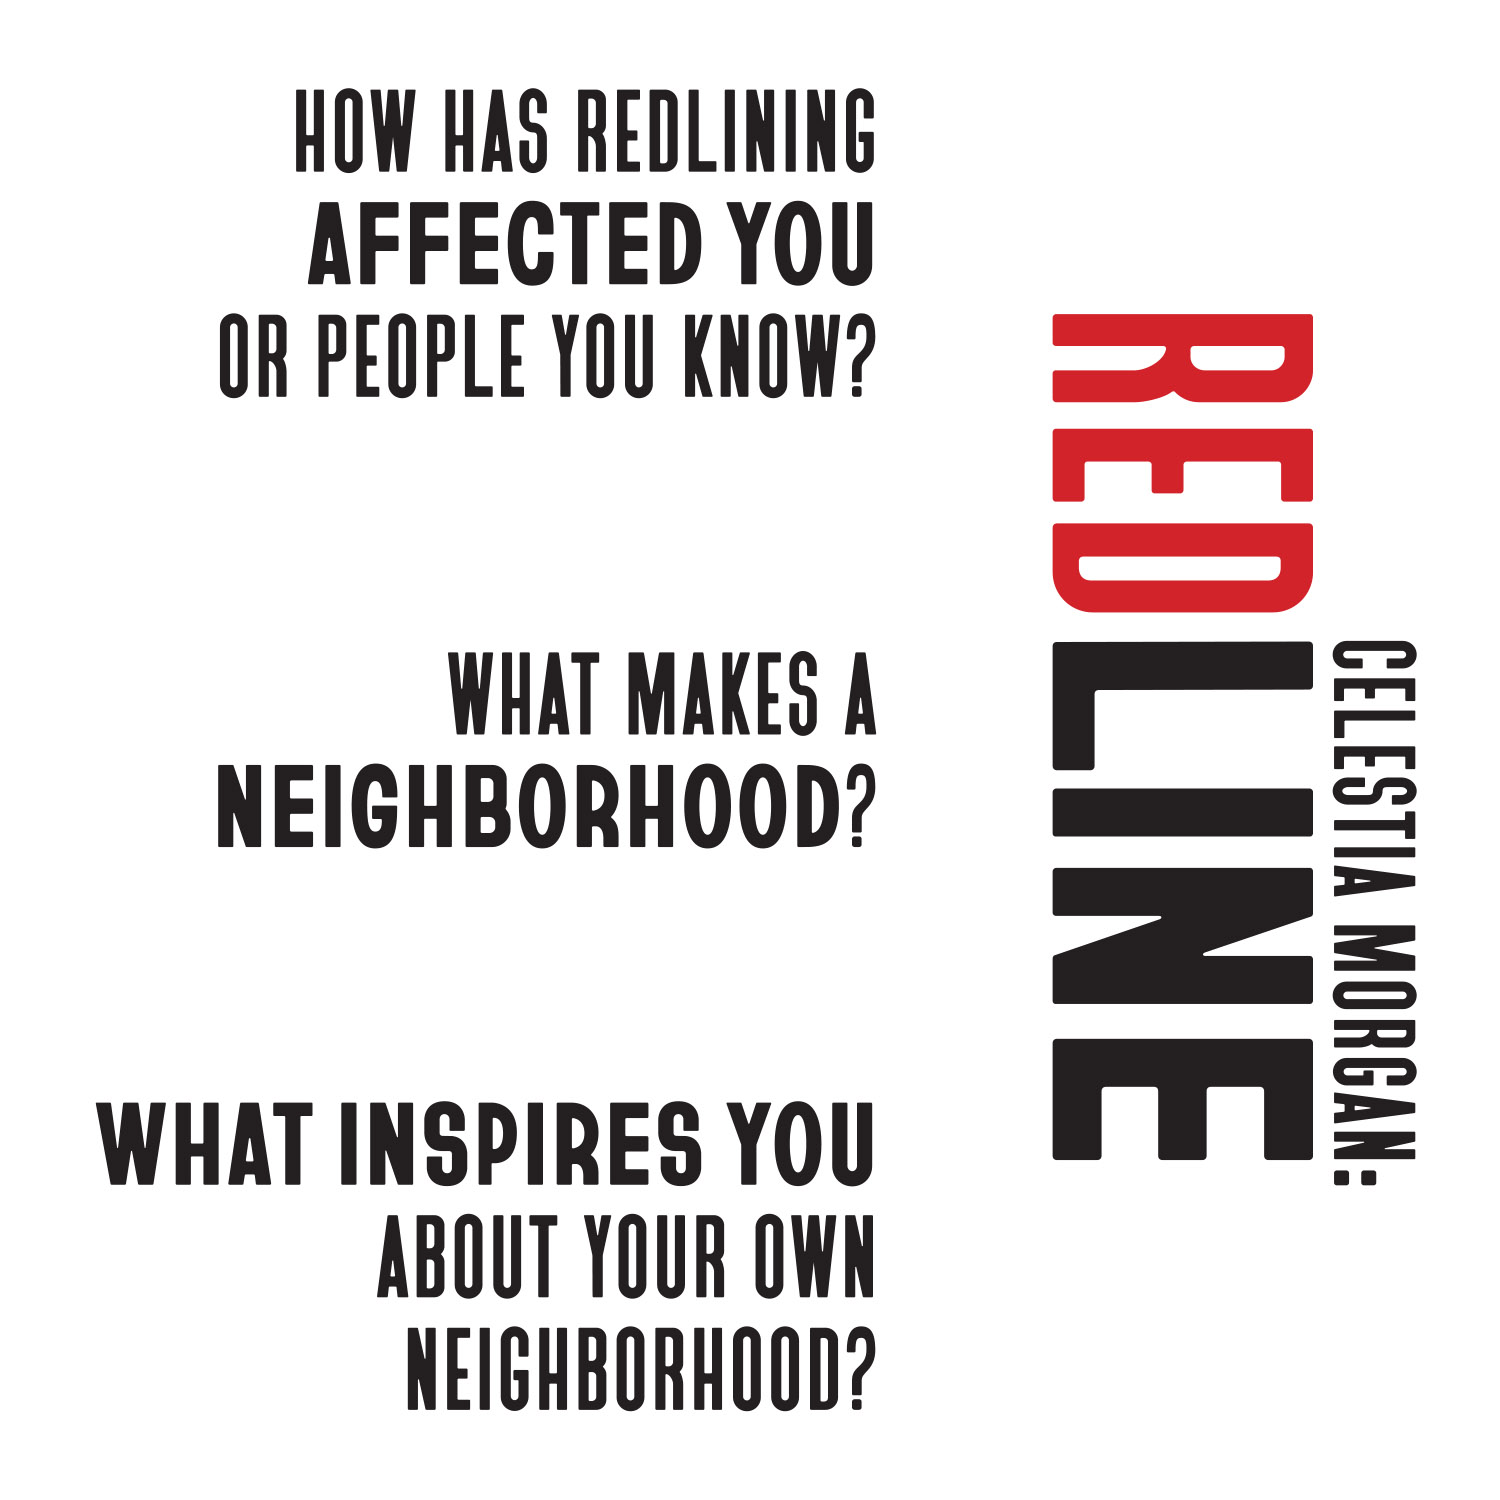 HOW HAS REDLINING
AFFECTED YOU
OR PEOPLE YOU KNOW?
WHAT MAKES A
NEIGHBORHOOD?
WHAT INSPIRES YOU
ABOUT YOUR OWN
NEIGHBORHOOD?
CELESTIA MORGAN:
REDLINE